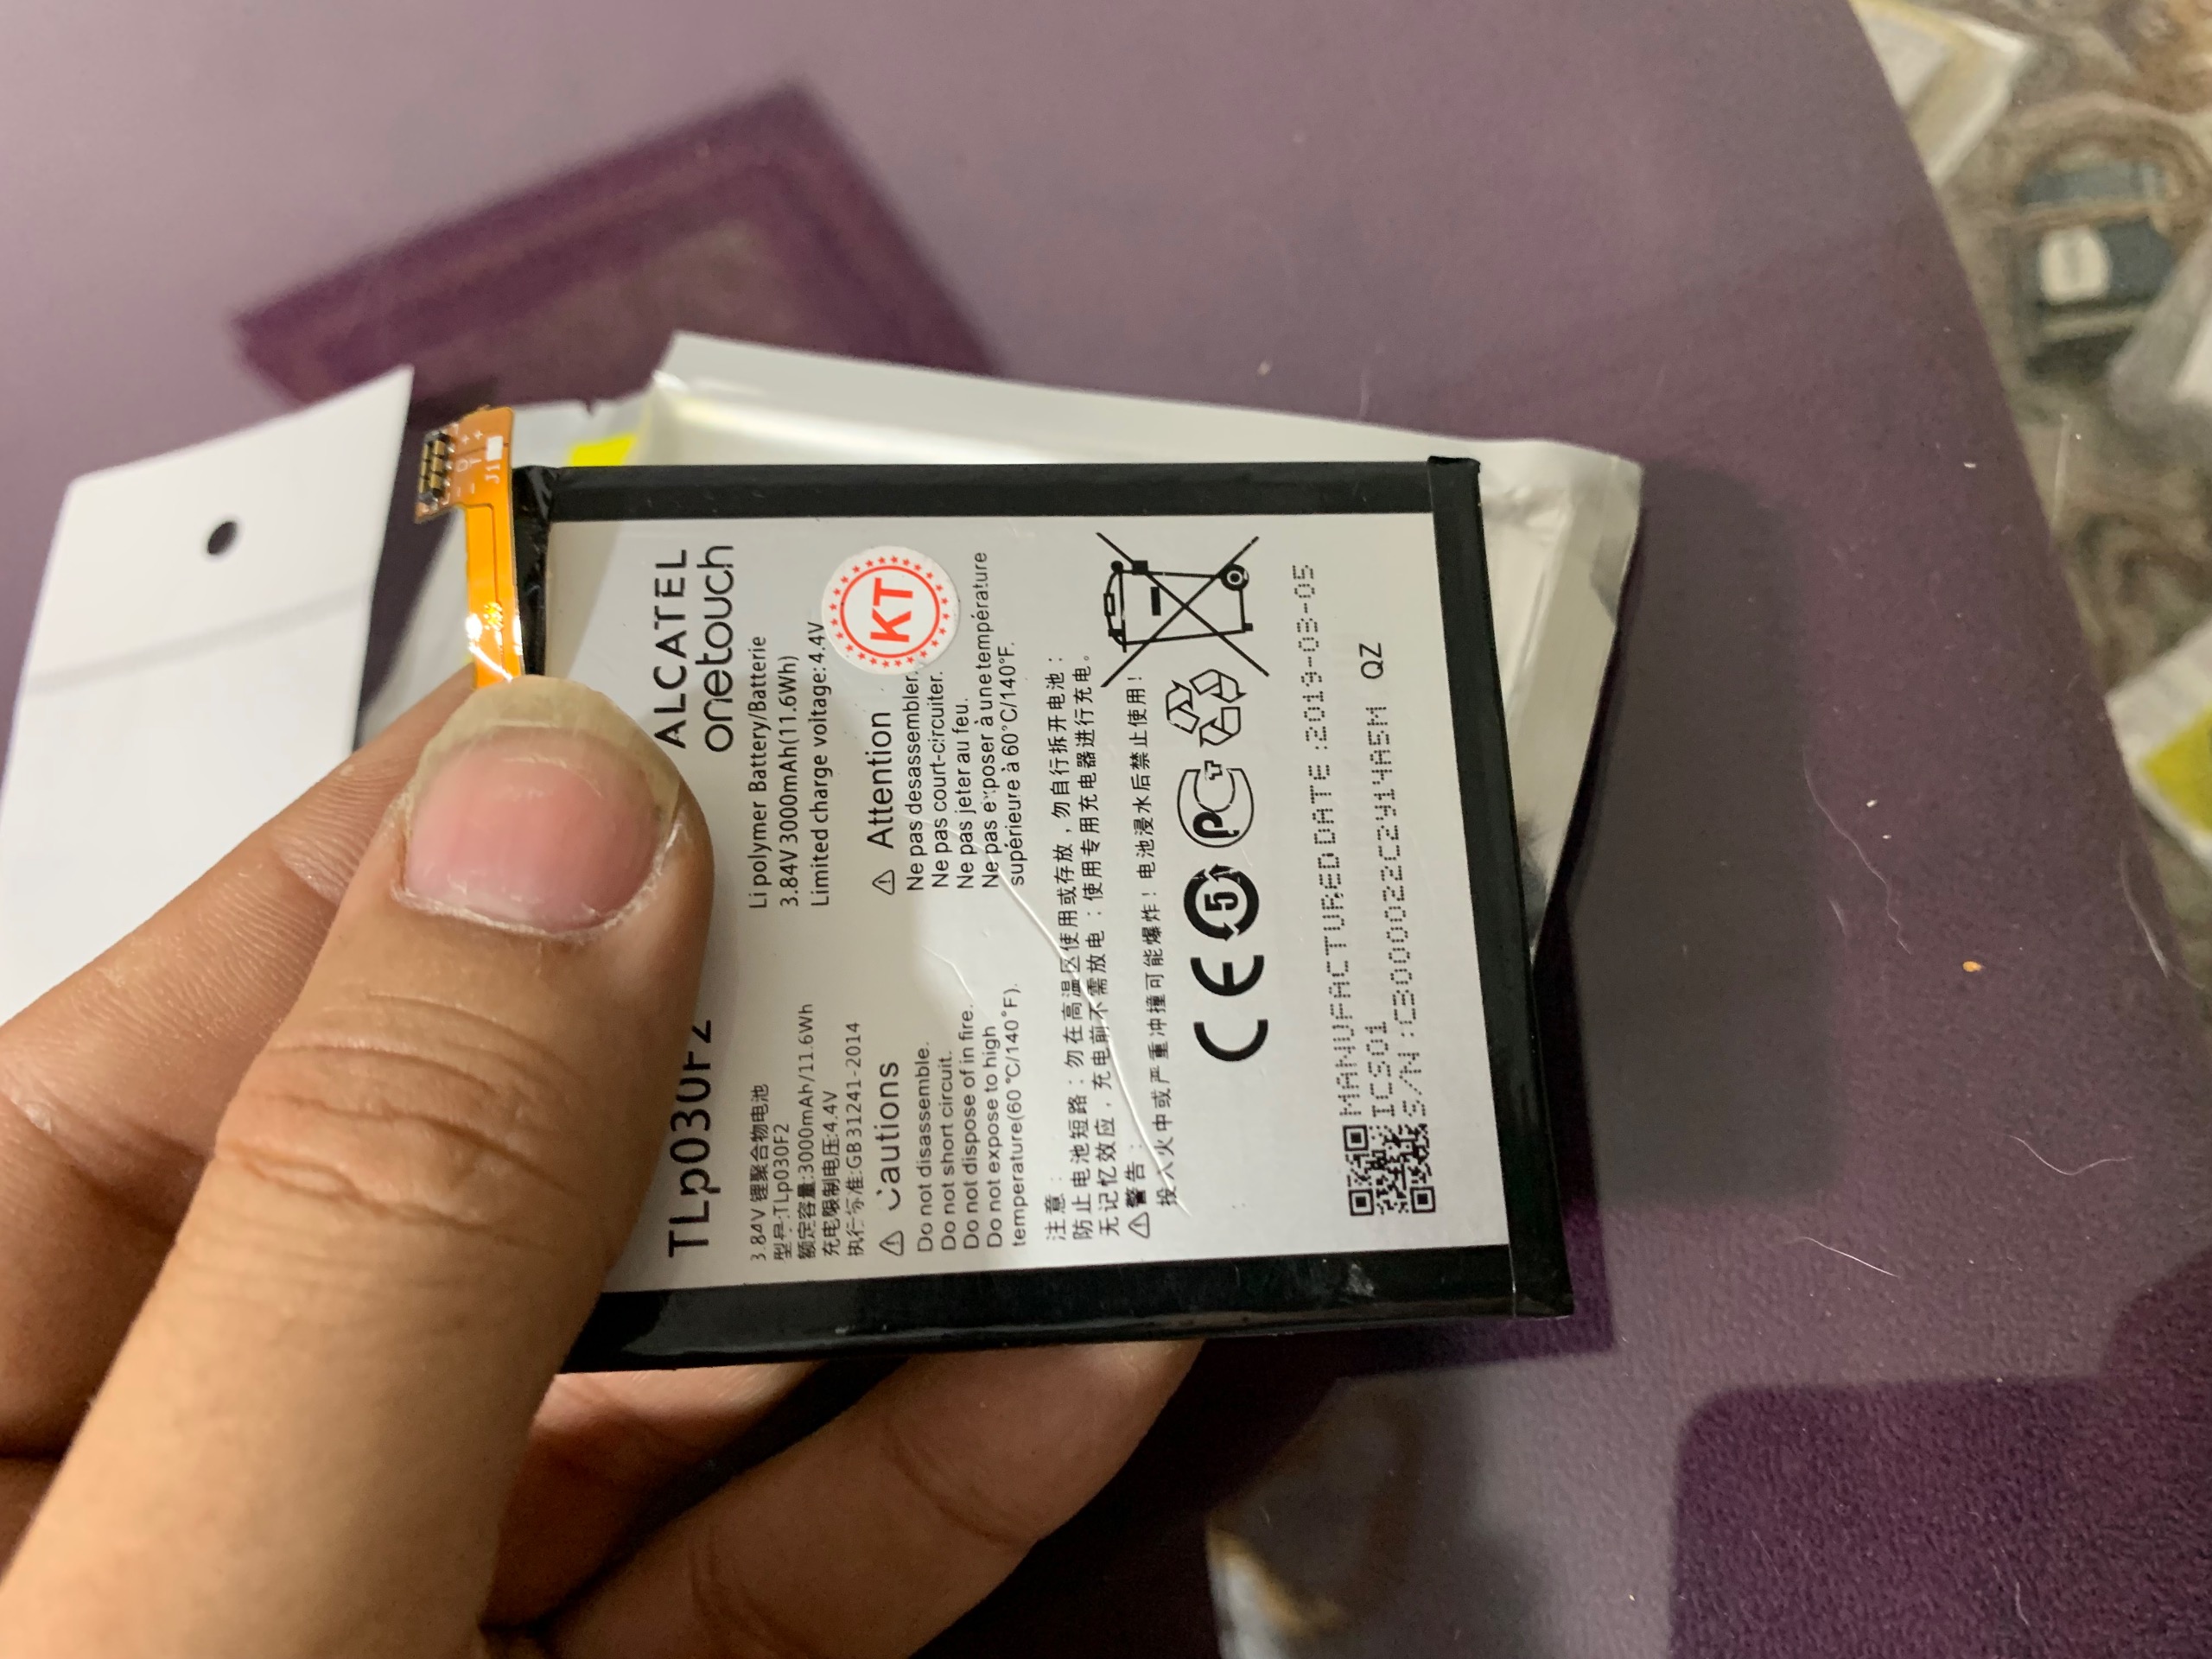 TLp030F2
ALCATEL
onetouch
3.84V 锂聚合物电池
型号:TLp030F2
额定容量:3000mAh/11.6Wh
充电限制电压:4.4V
执行标准:GB 31241-2014
Li polymer Battery/Batterie
3.84V 3000mAh(11.6Wh)
Limited charge voltage:4.4V
KT
Cautions
Do not disassemble.
Do not short circuit.
Do not dispose of in fire.
Do not expose to high
temperature(60°C/140°F).
Attention
Ne pas desassembler.
Ne pas court-circuiter.
Ne pas jeter au feu.
Ne pas exposer à une température
supérieure à 60°C/140°F.
注意:
防止电池短路:勿在高温区使用或存放,勿自行拆开电池:
无记忆效应,充电前不需放电:使用专用充电器进行充电。
警告:
投入火中或严重冲撞可能爆炸!电池浸水后禁止使用!
CE 5 PC
MANUFACTURED DATE :2019-03-05
ICS01
S/N :CB00022C2914A5M QZ
J1